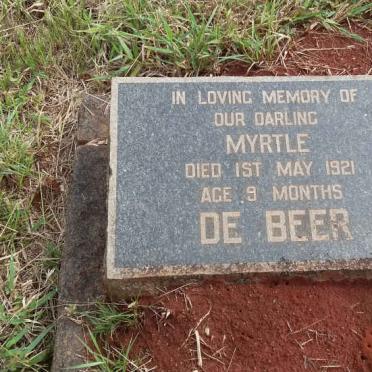 IN LOVING MEMORY OF
OUR DARLING
MYRTLE
DIED 1ST MAY 1921
AGE 9 MONTHS
DE BEER